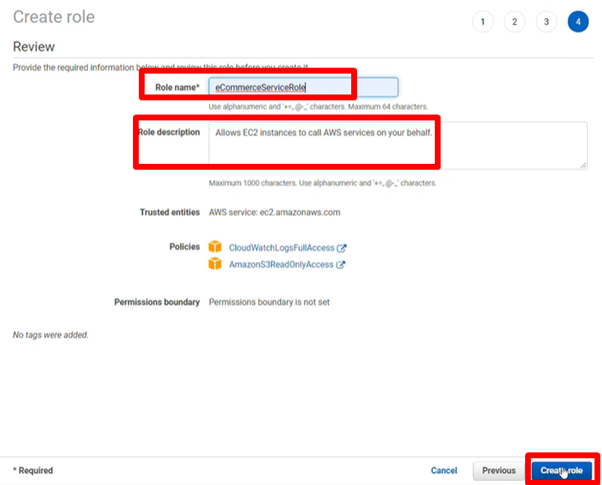 Create role
1 2 3 4
Review
Provide the required information below and review this role before you create it.
Role name* eCommerceServiceRole
Use alphanumeric and '+=,.@-_' characters. Maximum 64 characters.
Role description Allows EC2 instances to call AWS services on your behalf.
Maximum 1000 characters. Use alphanumeric and '+=,.@-_' characters.
Trusted entities AWS service: ec2.amazonaws.com
Policies CloudWatchLogsFullAccess
AmazonS3ReadOnlyAccess
Permissions boundary Permissions boundary is not set
No tags were added.
* Required Cancel Previous Create role